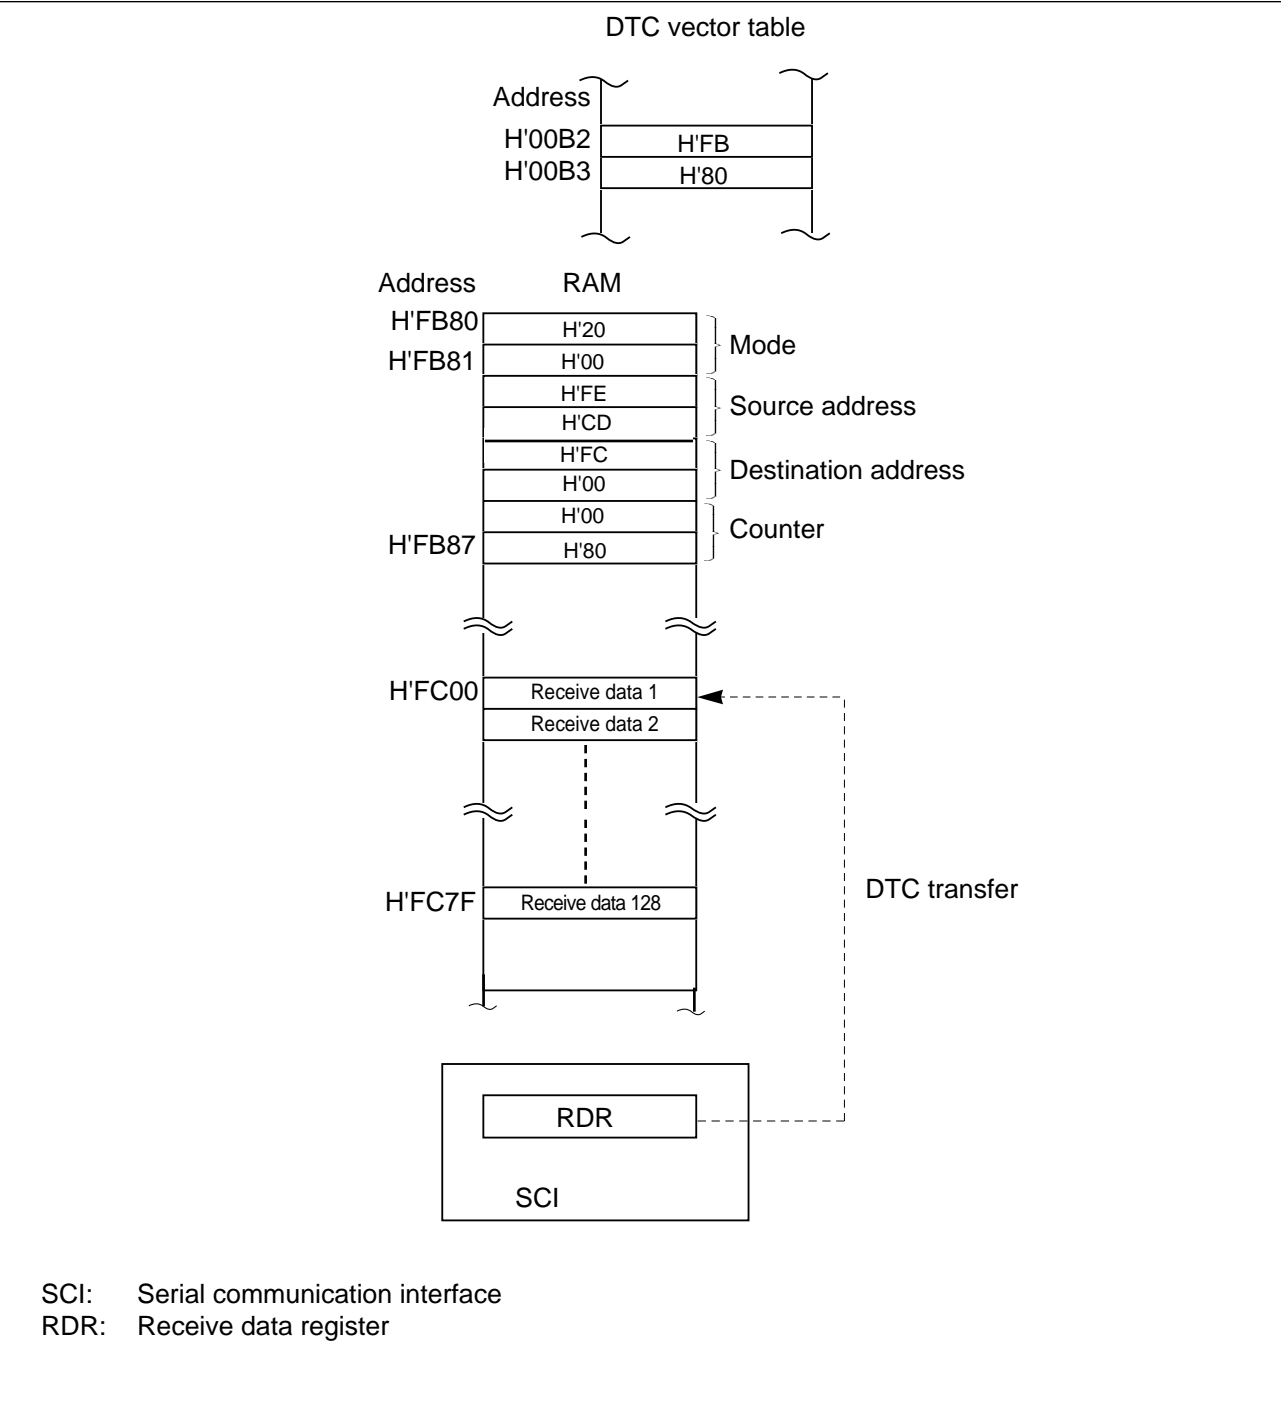 DTC vector table
Address
H'00B2 H'FB
H'00B3 H'80
Address RAM
H'FB80 H'20
Mode
H'FB81 H'00
H'FE
Source address
H'CD
H'FC
Destination address
H'00
H'00
Counter
H'FB87 H'80
H'FC00 Receive data 1
Receive data 2
H'FC7F Receive data 128
DTC transfer
RDR
SCI
SCI: Serial communication interface
RDR: Receive data register